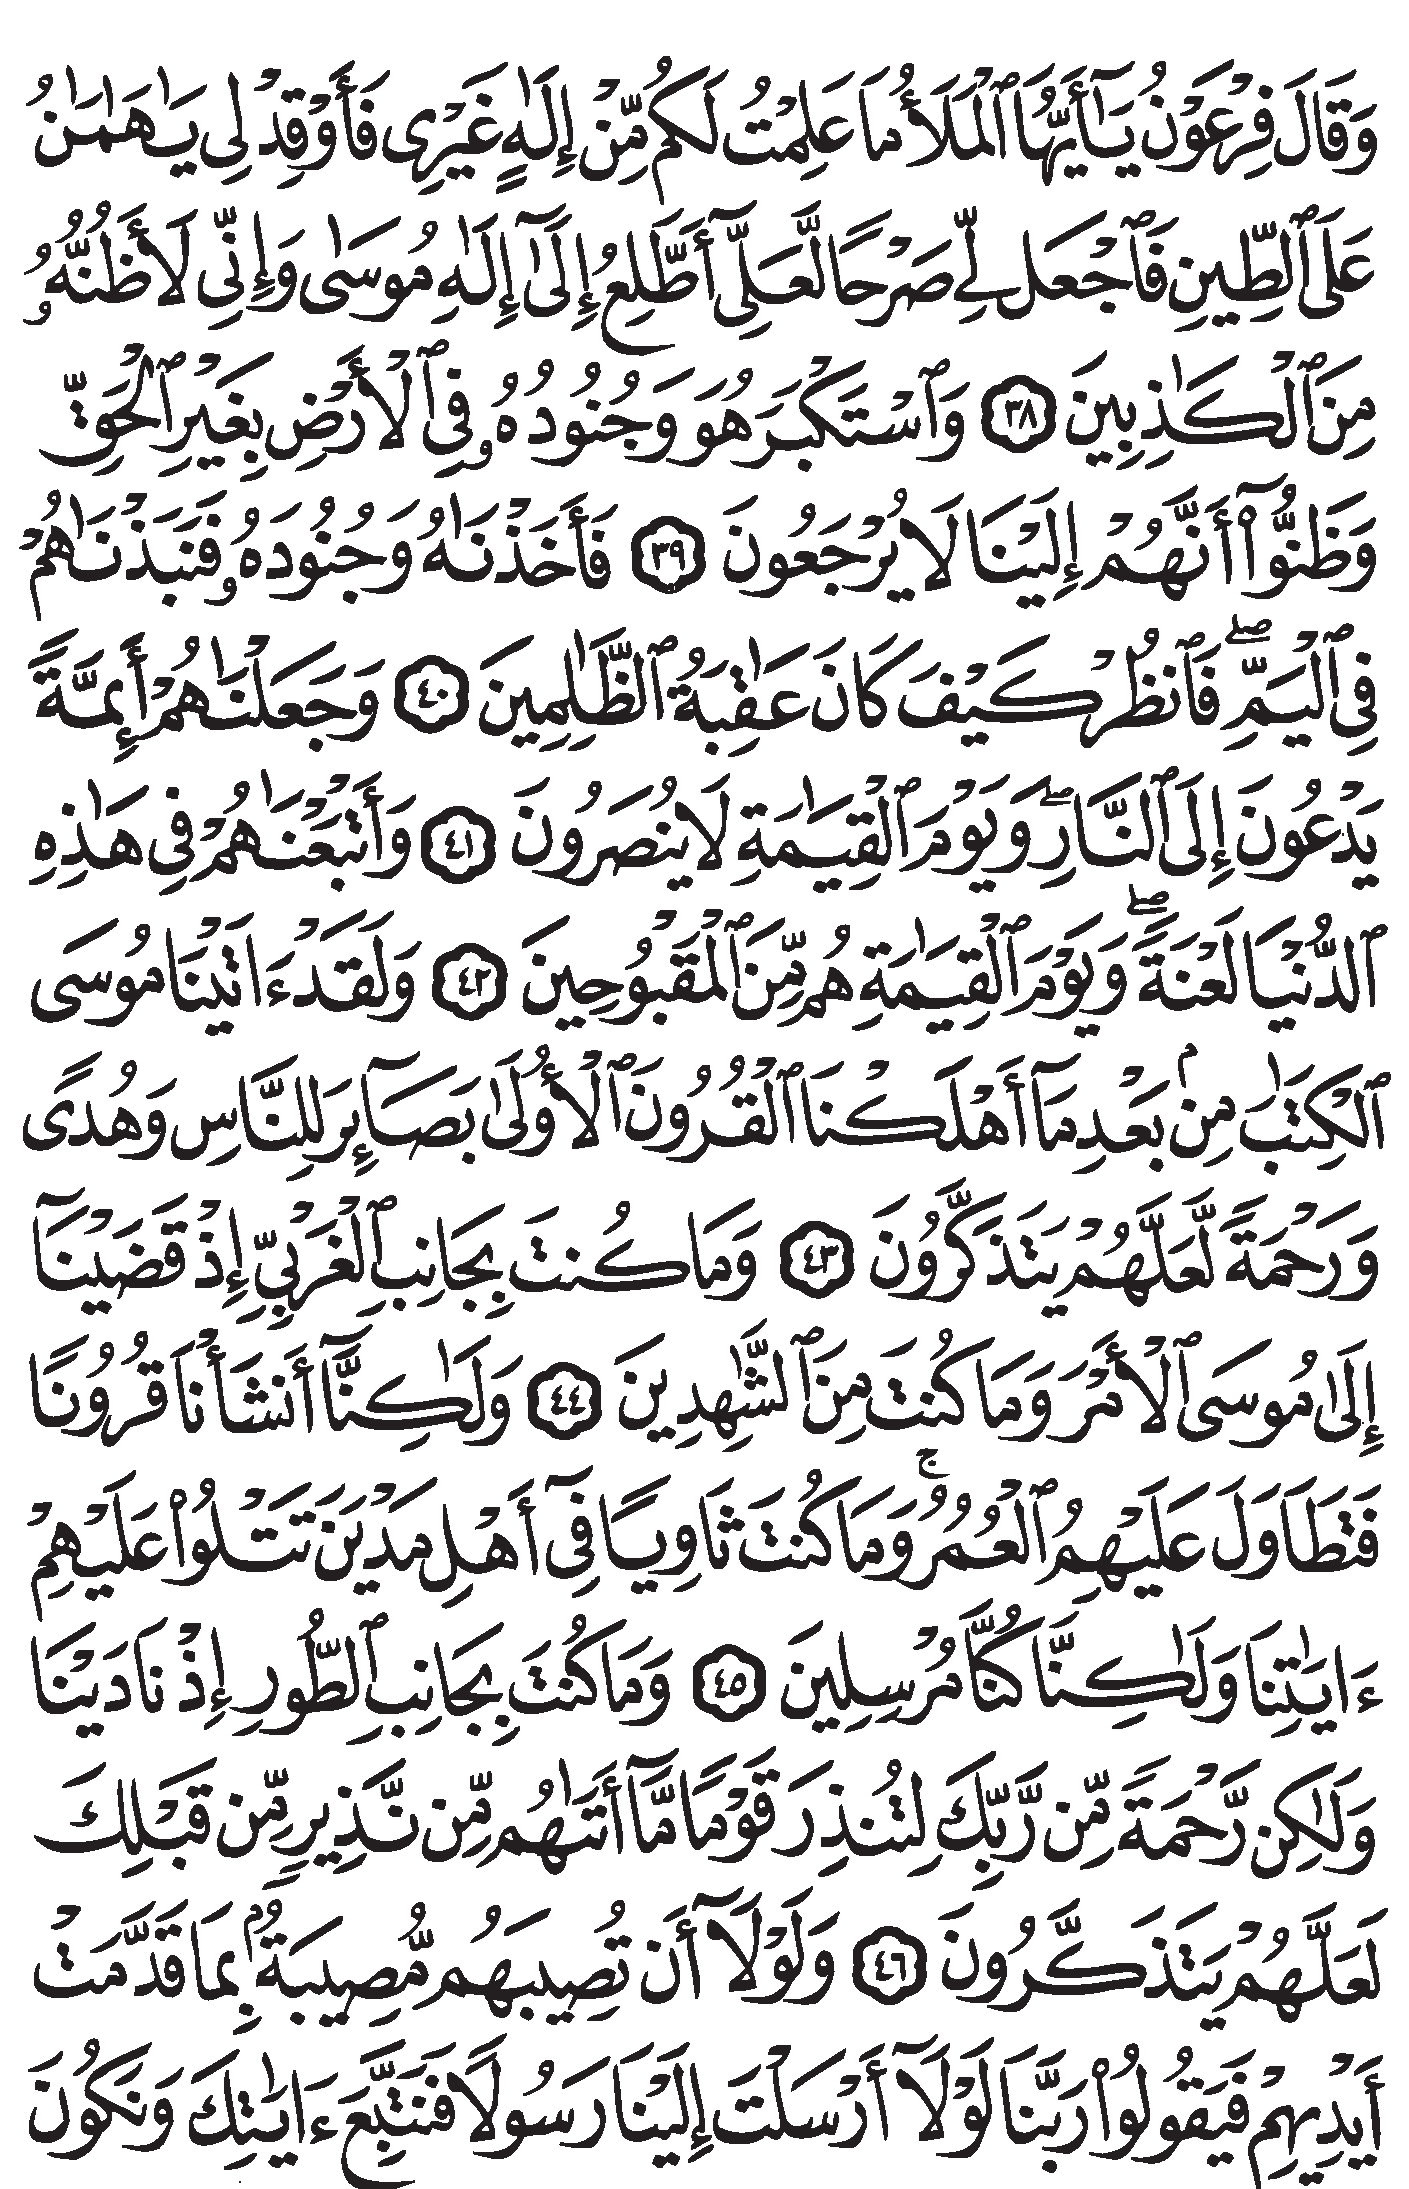 وَقَالَ فِرْعَوْنُ يَٰٓأَيُّهَا ٱلْمَلَأُ مَا عَلِمْتُ لَكُم مِّنْ إِلَٰهٍ غَيْرِى فَأَوْقِدْ لِى يَٰهَٰمَٰنُ
عَلَى ٱلطِّينِ فَٱجْعَل لِّى صَرْحًا لَّعَلِّىٓ أَطَّلِعُ إِلَىٰٓ إِلَٰهِ مُوسَىٰ وَإِنِّى لَأَظُنُّهُۥ
مِنَ ٱلْكَٰذِبِينَ ٣٨ وَٱسْتَكْبَرَ هُوَ وَجُنُودُهُۥ فِى ٱلْأَرْضِ بِغَيْرِ ٱلْحَقِّ
وَظَنُّوٓا۟ أَنَّهُمْ إِلَيْنَا لَا يُرْجَعُونَ ٣٩ فَأَخَذْنَٰهُ وَجُنُودَهُۥ فَنَبَذْنَٰهُمْ
فِى ٱلْيَمِّ ۖ فَٱنظُرْ كَيْفَ كَانَ عَٰقِبَةُ ٱلظَّٰلِمِينَ ٤٠ وَجَعَلْنَٰهُمْ أَئِمَّةً
يَدْعُونَ إِلَى ٱلنَّارِ ۖ وَيَوْمَ ٱلْقِيَٰمَةِ لَا يُنصَرُونَ ٤١ وَأَتْبَعْنَٰهُمْ فِى هَٰذِهِ
ٱلدُّنْيَا لَعْنَةً ۖ وَيَوْمَ ٱلْقِيَٰمَةِ هُم مِّنَ ٱلْمَقْبُوحِينَ ٤٢ وَلَقَدْ ءَاتَيْنَا مُوسَى
ٱلْكِتَٰبَ مِنۢ بَعْدِ مَآ أَهْلَكْنَا ٱلْقُرُونَ ٱلْأُولَىٰ بَصَآئِرَ لِلنَّاسِ وَهُدًى
وَرَحْمَةً لَّعَلَّهُمْ يَتَذَكَّرُونَ ٤٣ وَمَا كُنتَ بِجَانِبِ ٱلْغَرْبِىِّ إِذْ قَضَيْنَآ
إِلَىٰ مُوسَى ٱلْأَمْرَ وَمَا كُنتَ مِنَ ٱلشَّٰهِدِينَ ٤٤ وَلَٰكِنَّآ أَنشَأْنَا قُرُونًا
فَتَطَاوَلَ عَلَيْهِمُ ٱلْعُمُرُ ۚ وَمَا كُنتَ ثَاوِيًا فِىٓ أَهْلِ مَدْيَنَ تَتْلُوا۟ عَلَيْهِمْ
ءَايَٰتِنَا وَلَٰكِنَّا كُنَّا مُرْسِلِينَ ٤٥ وَمَا كُنتَ بِجَانِبِ ٱلطُّورِ إِذْ نَادَيْنَا
وَلَٰكِن رَّحْمَةً مِّن رَّبِّكَ لِتُنذِرَ قَوْمًا مَّآ أَتَىٰهُم مِّن نَّذِيرٍ مِّن قَبْلِكَ
لَعَلَّهُمْ يَتَذَكَّرُونَ ٤٦ وَلَوْلَآ أَن تُصِيبَهُم مُّصِيبَةٌۢ بِمَا قَدَّمَتْ
أَيْدِيهِمْ فَيَقُولُوا۟ رَبَّنَا لَوْلَآ أَرْسَلْتَ إِلَيْنَا رَسُولًا فَنَتَّبِعَ ءَايَٰتِكَ وَنَكُونَ